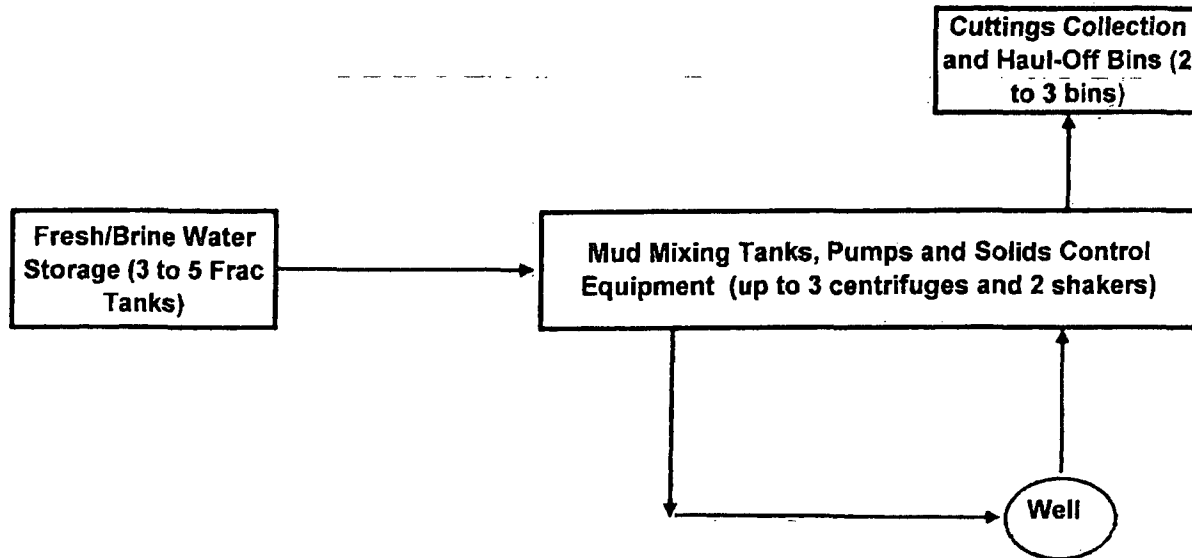 Cuttings Collection
and Haul-Off Bins (2
to 3 bins)
Fresh/Brine Water
Storage (3 to 5 Frac
Tanks)
Mud Mixing Tanks, Pumps and Solids Control
Equipment (up to 3 centrifuges and 2 shakers)
Well